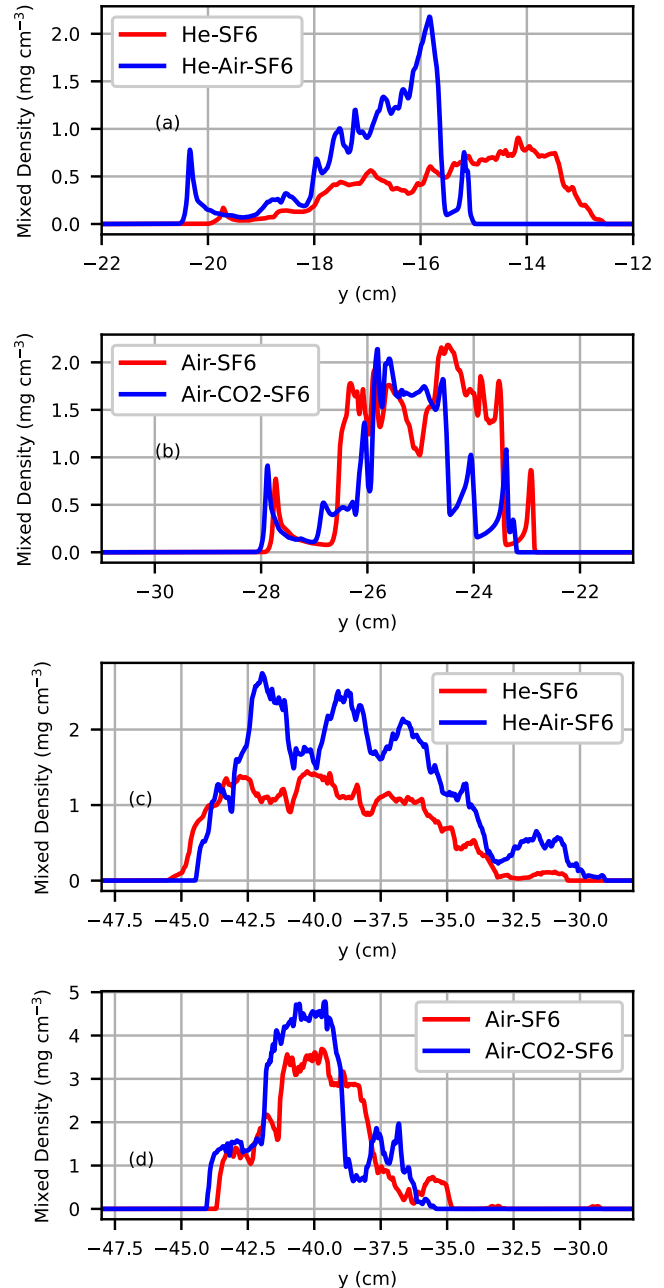 Mixed Density (mg cm⁻³)
2.0
1.5
1.0
0.5
0.0
He-SF6
He-Air-SF6
(a)
−22 −20 −18 −16 −14 −12
y (cm)
Mixed Density (mg cm⁻³)
2.0
1.5
1.0
0.5
0.0
Air-SF6
Air-CO2-SF6
(b)
−30 −28 −26 −24 −22
y (cm)
Mixed Density (mg cm⁻³)
2
1
0
He-SF6
He-Air-SF6
(c)
−47.5 −45.0 −42.5 −40.0 −37.5 −35.0 −32.5 −30.0
y (cm)
Mixed Density (mg cm⁻³)
5
4
3
2
1
0
Air-SF6
Air-CO2-SF6
(d)
−47.5 −45.0 −42.5 −40.0 −37.5 −35.0 −32.5 −30.0
y (cm)